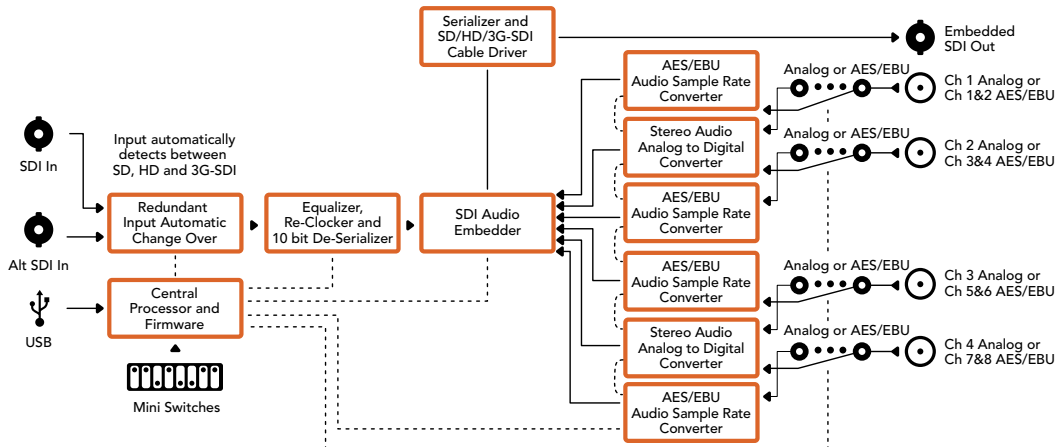 Serializer and
SD/HD/3G-SDI
Cable Driver
Embedded
SDI Out
AES/EBU
Audio Sample Rate
Converter
Analog or AES/EBU
Ch 1 Analog or
Ch 1&2 AES/EBU
SDI In
Input automatically
detects between
SD, HD and 3G-SDI
Stereo Audio
Analog to Digital
Converter
Analog or AES/EBU
Ch 2 Analog or
Ch 3&4 AES/EBU
Alt SDI In
Redundant
Input Automatic
Change Over
Equalizer,
Re-Clocker and
10 bit De-Serializer
SDI Audio
Embedder
AES/EBU
Audio Sample Rate
Converter
USB
Central
Processor and
Firmware
AES/EBU
Audio Sample Rate
Converter
Analog or AES/EBU
Ch 3 Analog or
Ch 5&6 AES/EBU
Stereo Audio
Analog to Digital
Converter
Analog or AES/EBU
Ch 4 Analog or
Ch 7&8 AES/EBU
Mini Switches
AES/EBU
Audio Sample Rate
Converter